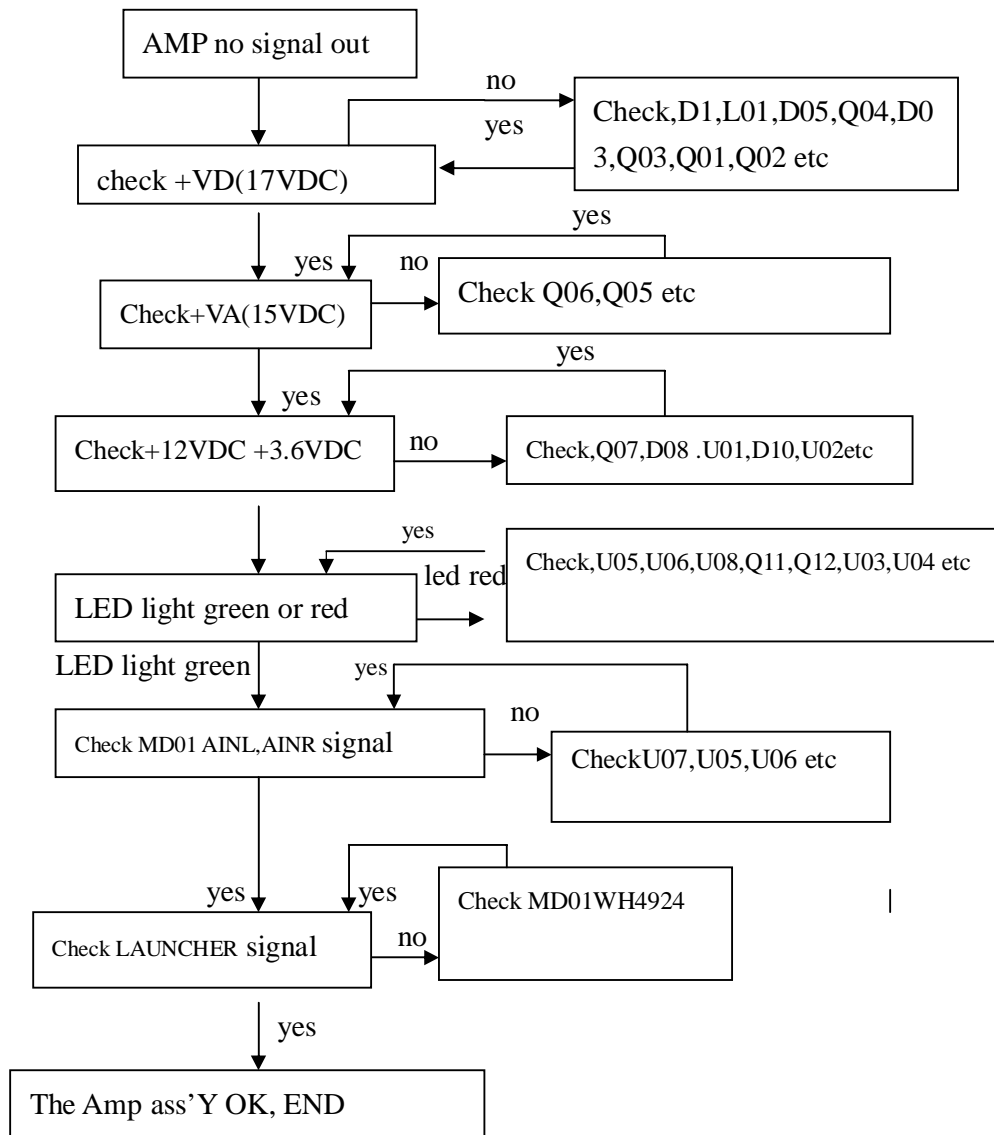 AMP no signal out
no
Check,D1,L01,D05,Q04,D0
3,Q03,Q01,Q02 etc
yes
check +VD(17VDC)
yes
yes
no
Check Q06,Q05 etc
Check+VA(15VDC)
yes
yes
Check+12VDC +3.6VDC
no
Check,Q07,D08 .U01,D10,U02etc
yes
Check,U05,U06,U08,Q11,Q12,U03,U04 etc
led red
LED light green or red
LED light green
yes
no
Check MD01 AINL,AINR signal
CheckU07,U05,U06 etc
yes
yes
Check MD01WH4924
Check LAUNCHER signal
no
yes
The Amp ass’Y OK, END